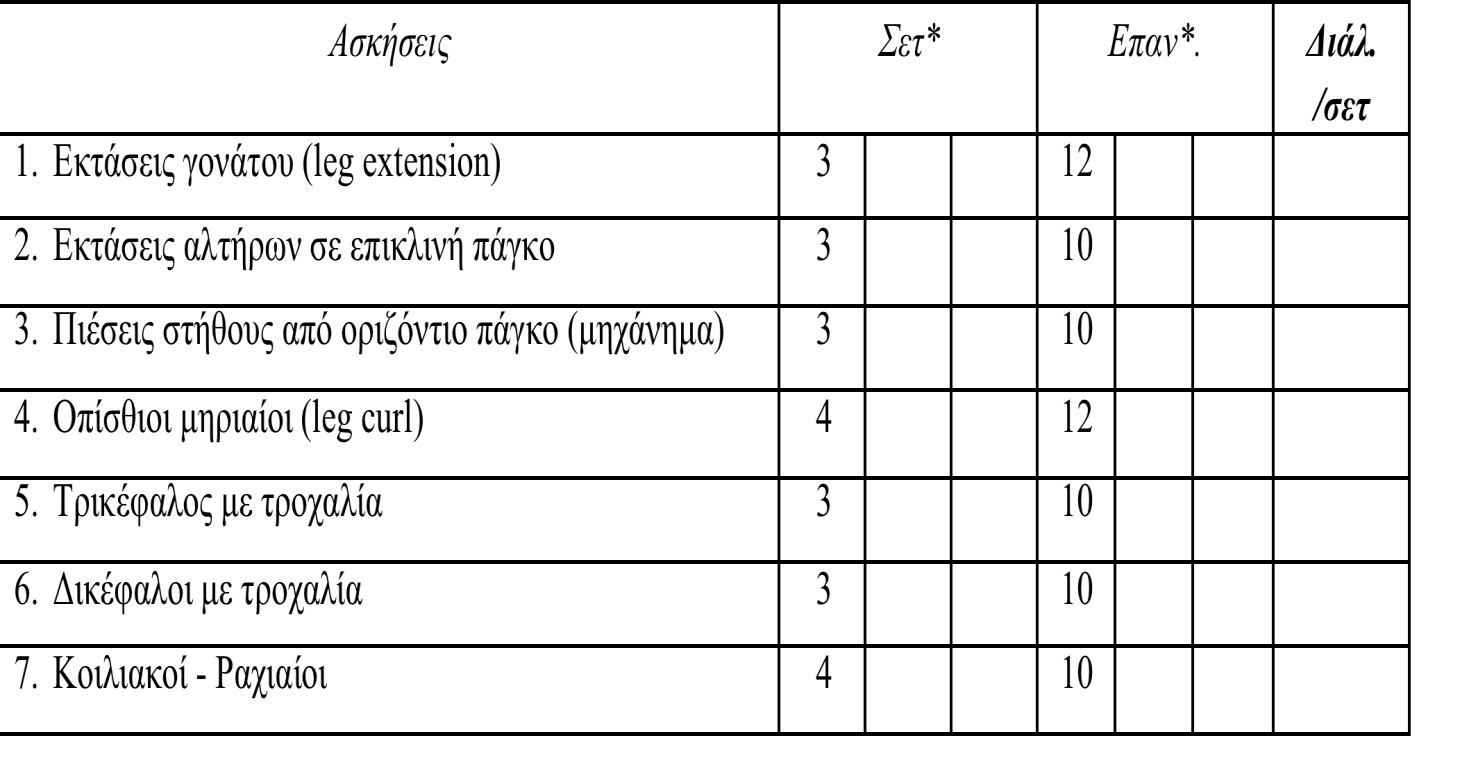 Ασκήσεις Σετ* Επαν*. Διάλ.
/σετ
1. Εκτάσεις γονάτου (leg extension) 3 12
2. Εκτάσεις αλτήρων σε επικλινή πάγκο 3 10
3. Πιέσεις στήθους από οριζόντιο πάγκο (μηχάνημα) 3 10
4. Οπίσθιοι μηριαίοι (leg curl) 4 12
5. Τρικέφαλος με τροχαλία 3 10
6. Δικέφαλοι με τροχαλία 3 10
7. Κοιλιακοί - Ραχιαίοι 4 10